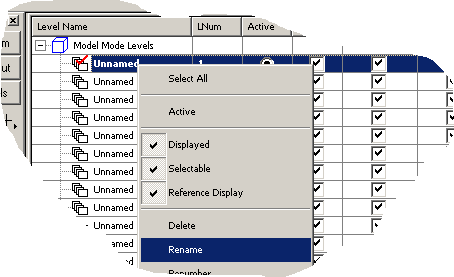 Level Name LNum Active
Model Mode Levels
Unnamed 1
Unnamed Select All
Unnamed
Unnamed Active
Unnamed
Unnamed Displayed
Unnamed Selectable
Unnamed Reference Display
Unnamed
Unnamed Delete
Unnamed Rename
Renumber